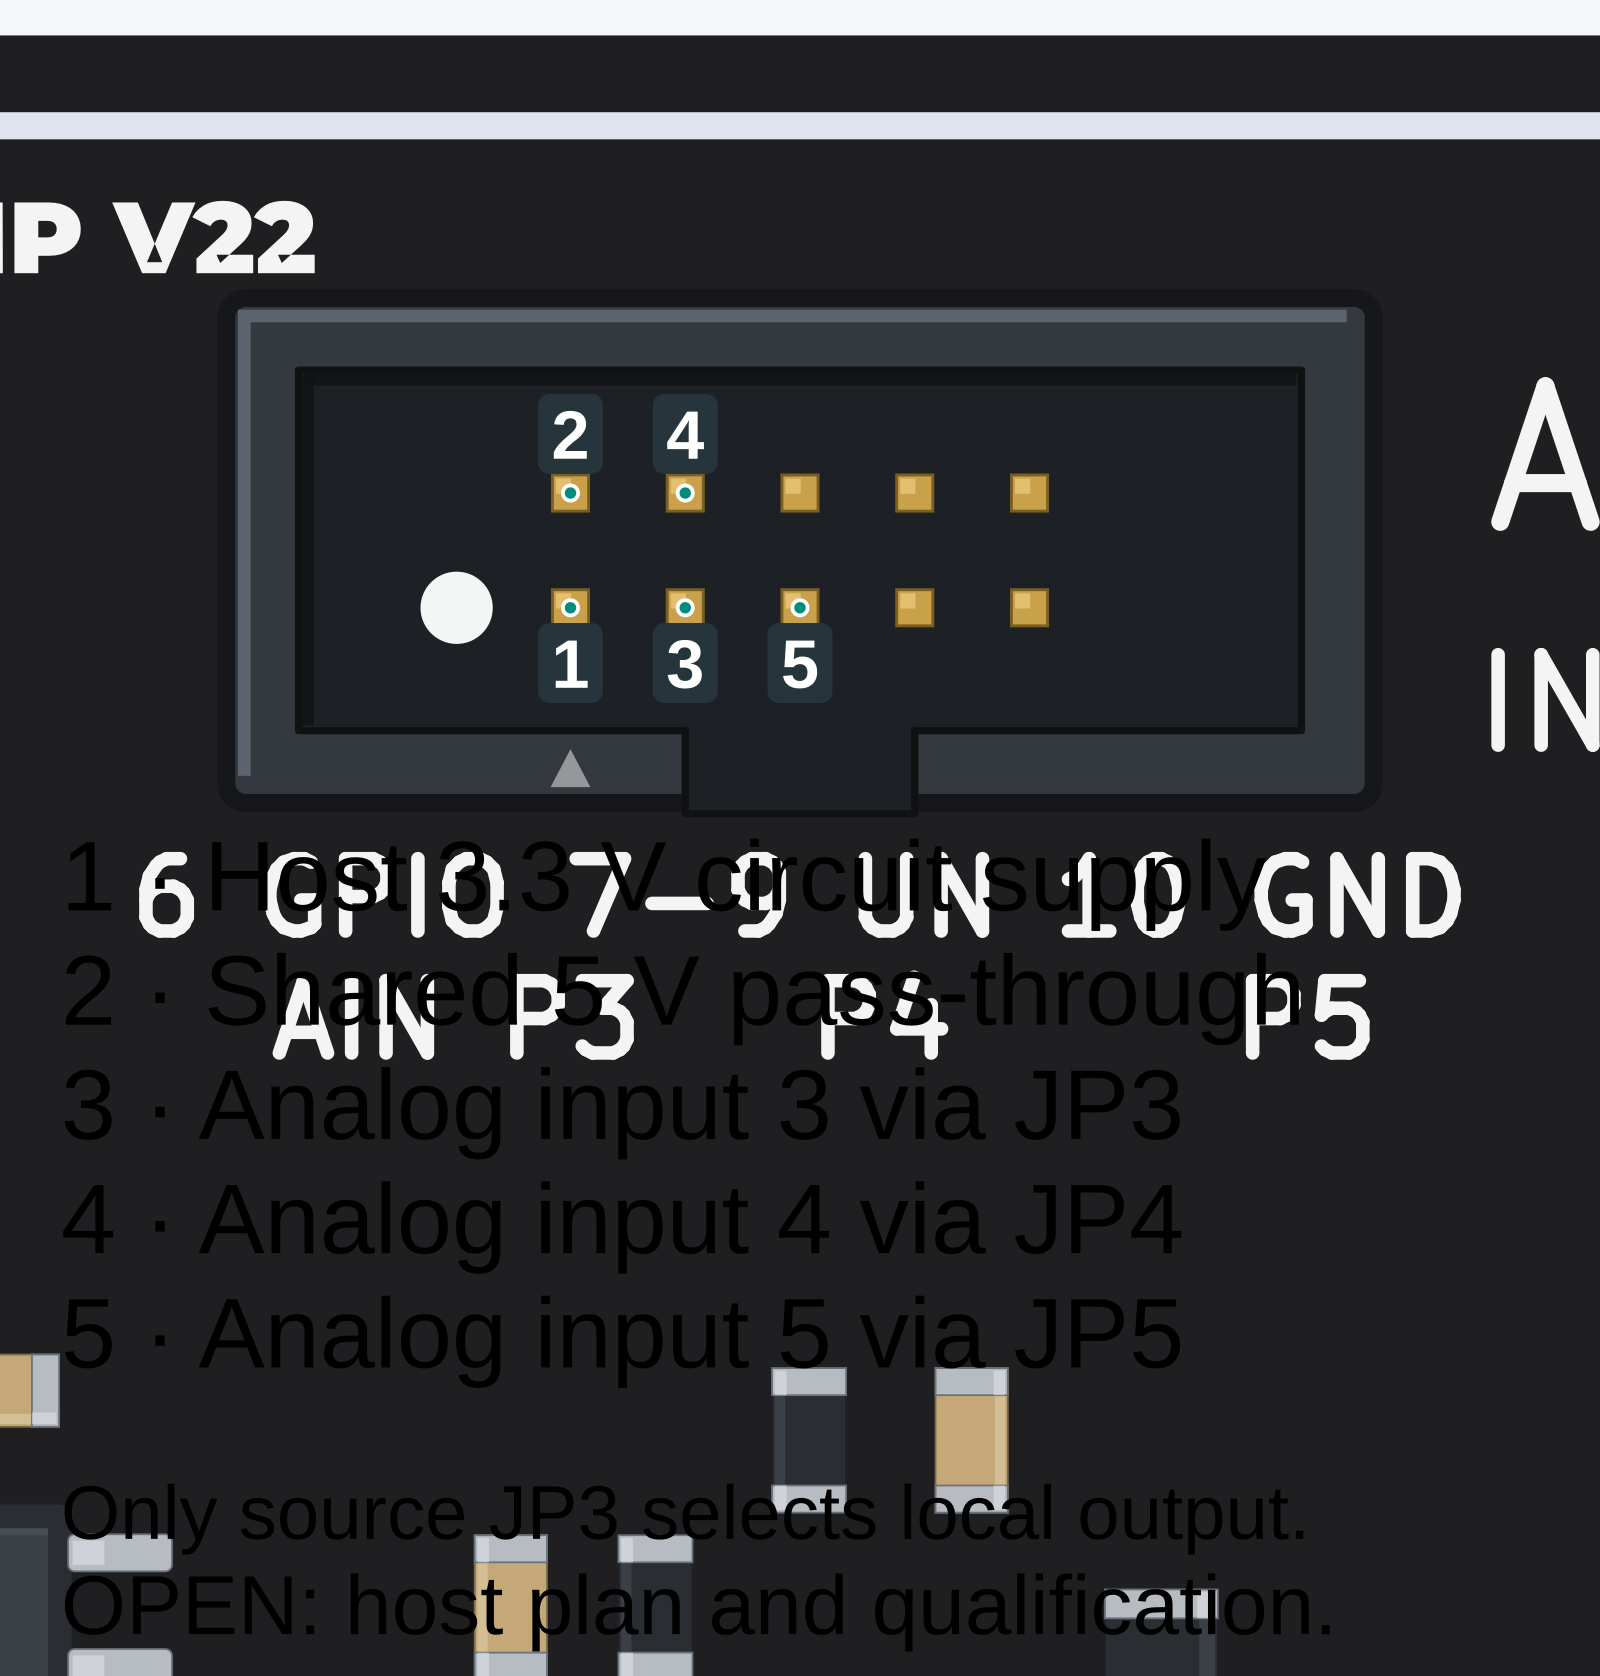 IP V22
2 4
1 3 5
A
IN
6 GPIO 7–9 UN 10 GND
AIN P3 P4 P5
1 · Host 3.3 V circuit supply
2 · Shared 5 V pass-through
3 · Analog input 3 via JP3
4 · Analog input 4 via JP4
5 · Analog input 5 via JP5
Only source JP3 selects local output.
OPEN: host plan and qualification.